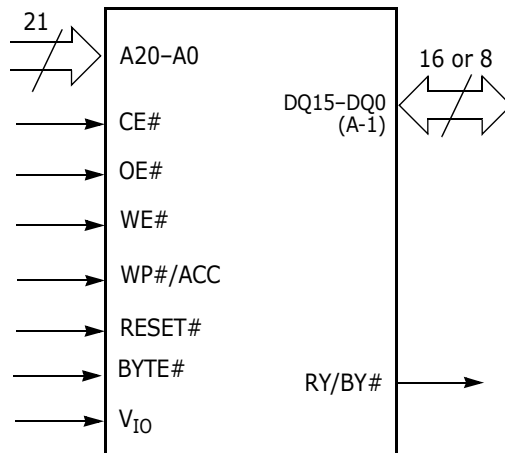 21
16 or 8
A20–A0
DQ15–DQ0
(A-1)
CE#
OE#
WE#
WP#/ACC
RESET#
BYTE#
RY/BY#
VIO